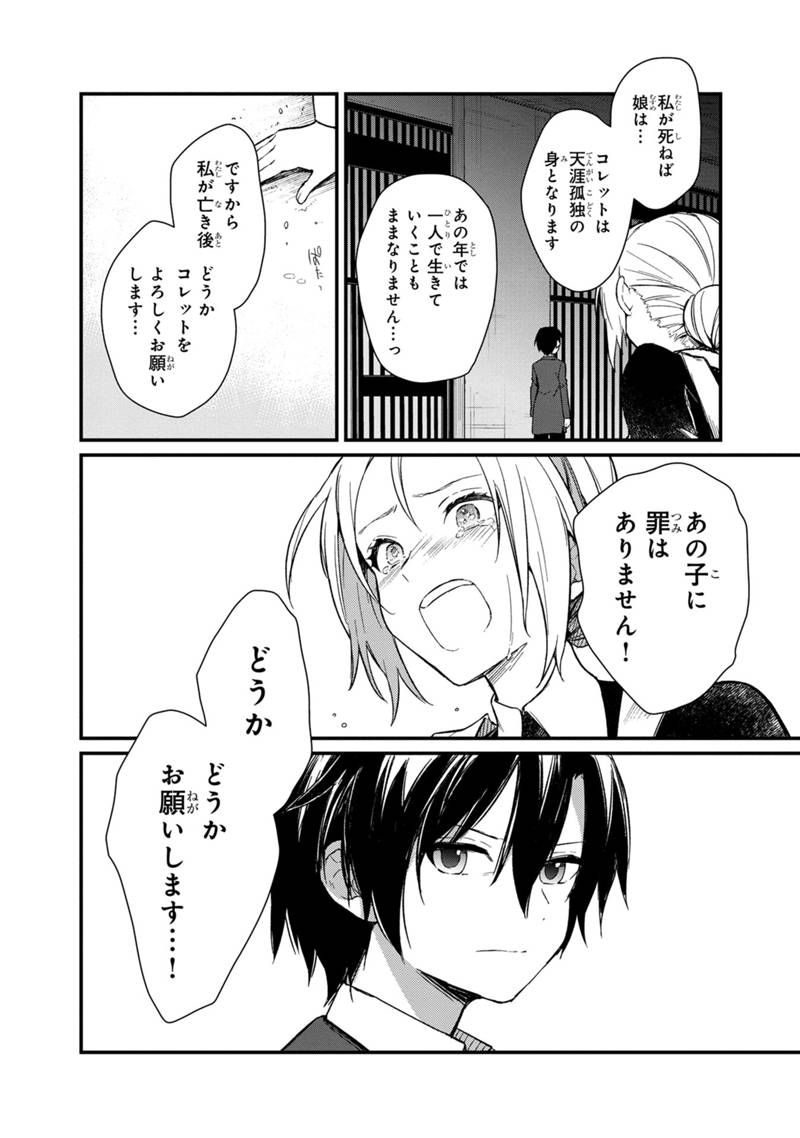 私が死ねば
娘は…
コレットは
天涯孤独の
身となります
あの年では
一人で生きて
いくことも
ままなりません…っ
ですから
私が亡き後
どうか
コレットを
よろしくお願い
します…
あの子に
罪は
ありません！
どうか
どうか
お願いします…！